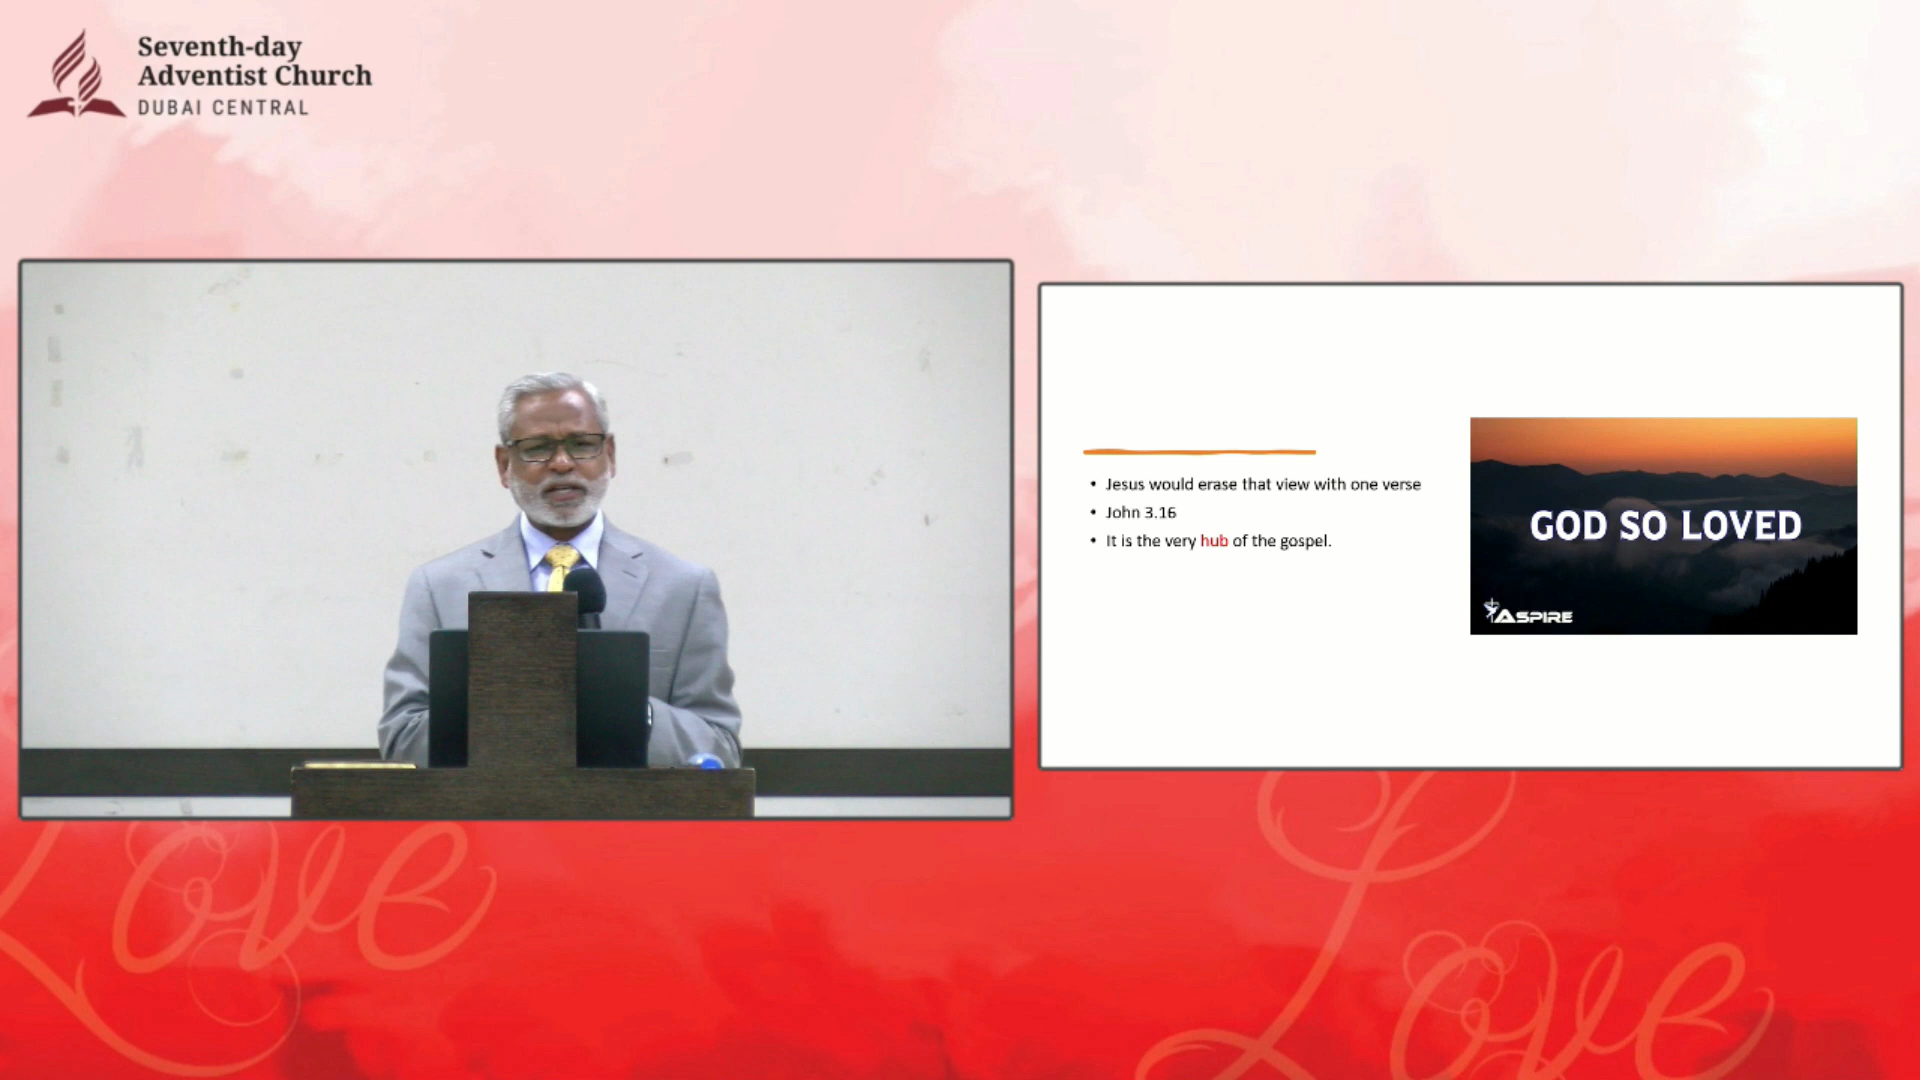 Seventh-day
Adventist Church
DUBAI CENTRAL
• Jesus would erase that view with one verse
• John 3.16
• It is the very hub of the gospel.
GOD SO LOVED
ASPIRE
Love
Love